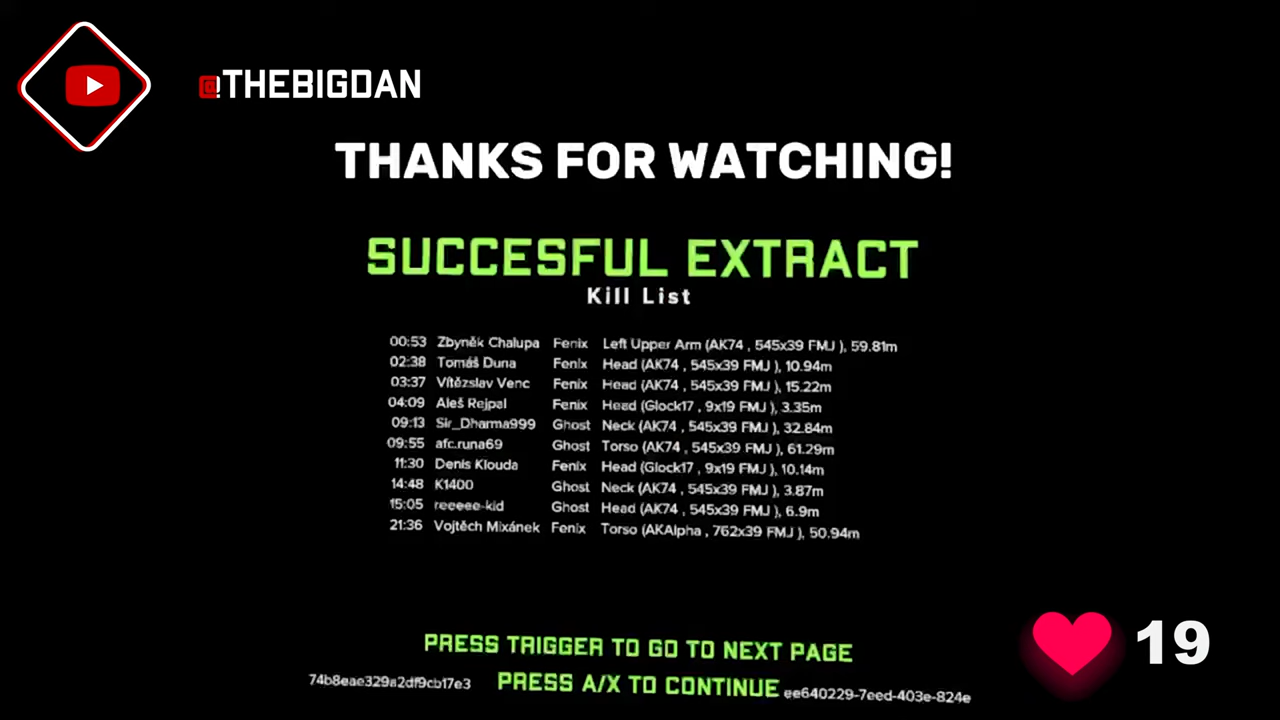 @THEBIGDAN
THANKS FOR WATCHING!
SUCCESFUL EXTRACT
Kill List
00:53 Zbyněk Chalupa Fenix Left Upper Arm (AK74 , 545x39 FMJ ), 59.81m
02:38 Tomáš Duna Fenix Head (AK74 , 545x39 FMJ ), 10.94m
03:37 Vítězslav Venc Fenix Head (AK74 , 545x39 FMJ ), 15.22m
04:09 Aleš Rejpal Fenix Head (Glock17 , 9x19 FMJ ), 3.35m
09:13 Sir_Dharma999 Ghost Neck (AK74 , 545x39 FMJ ), 32.84m
09:55 afc.runa69 Ghost Torso (AK74 , 545x39 FMJ ), 61.29m
11:30 Denis Klouda Fenix Head (Glock17 , 9x19 FMJ ), 10.14m
14:48 K1400 Ghost Neck (AK74 , 545x39 FMJ ), 3.87m
15:05 reeeee-kid Ghost Head (AK74 , 545x39 FMJ ), 6.9m
21:36 Vojtěch Mixánek Fenix Torso (AKAlpha , 762x39 FMJ ), 50.94m
19
PRESS TRIGGER TO GO TO NEXT PAGE
74b8eae329a2df9cb17e3 PRESS A/X TO CONTINUE ee640229-7eed-403e-824e